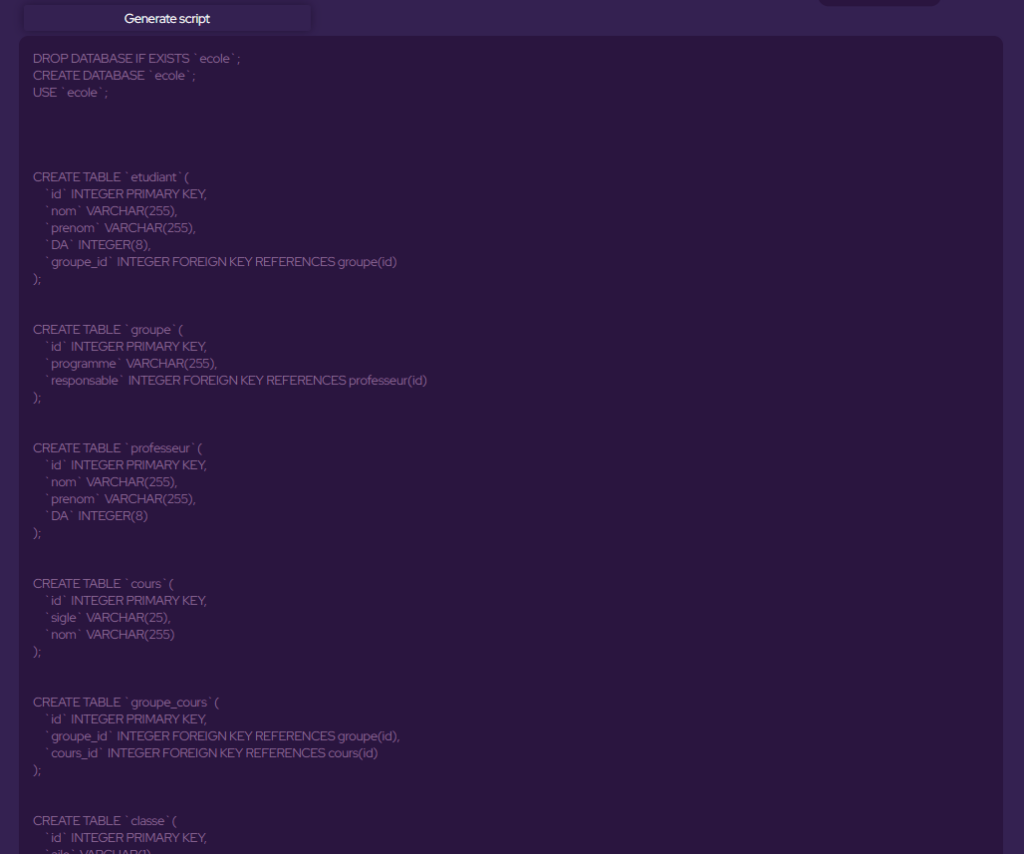 Generate script
DROP DATABASE IF EXISTS `ecole`;
CREATE DATABASE `ecole`;
USE `ecole`;
CREATE TABLE `etudiant`(
`id` INTEGER PRIMARY KEY,
`nom` VARCHAR(255),
`prenom` VARCHAR(255),
`DA` INTEGER(8),
`groupe_id` INTEGER FOREIGN KEY REFERENCES groupe(id)
);
CREATE TABLE `groupe`(
`id` INTEGER PRIMARY KEY,
`programme` VARCHAR(255),
`responsable` INTEGER FOREIGN KEY REFERENCES professeur(id)
);
CREATE TABLE `professeur`(
`id` INTEGER PRIMARY KEY,
`nom` VARCHAR(255),
`prenom` VARCHAR(255),
`DA` INTEGER(8)
);
CREATE TABLE `cours`(
`id` INTEGER PRIMARY KEY,
`sigle` VARCHAR(25),
`nom` VARCHAR(255)
);
CREATE TABLE `groupe_cours`(
`id` INTEGER PRIMARY KEY,
`groupe_id` INTEGER FOREIGN KEY REFERENCES groupe(id),
`cours_id` INTEGER FOREIGN KEY REFERENCES cours(id)
);
CREATE TABLE `classe`(
`id` INTEGER PRIMARY KEY,